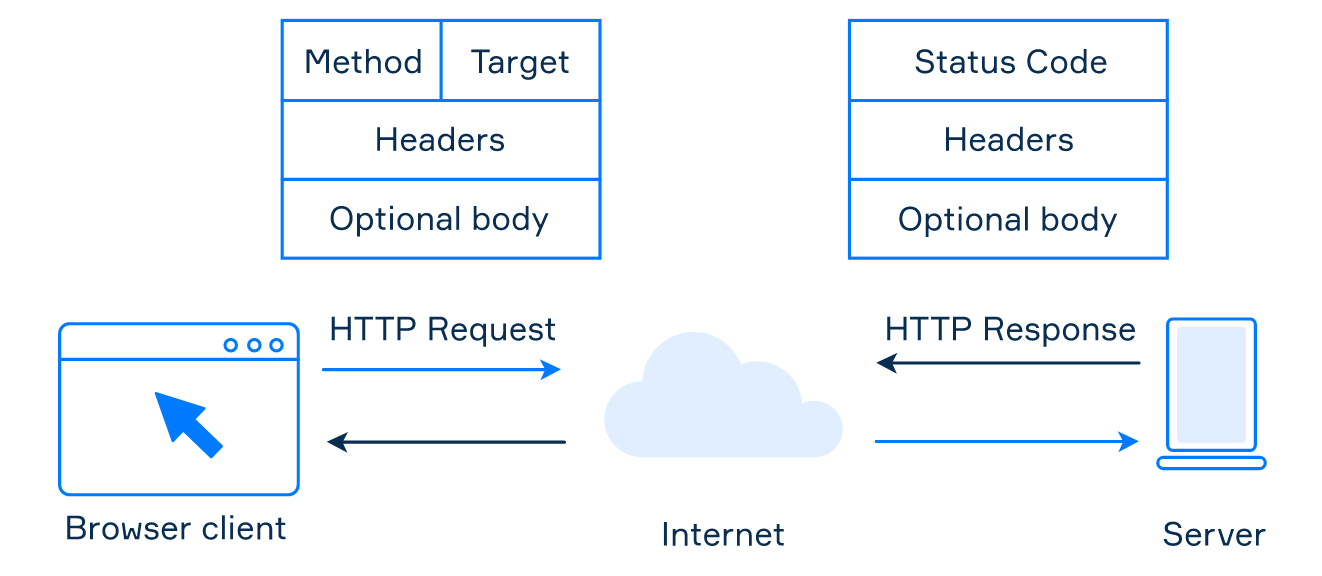 Method
Target
Status Code
Headers
Headers
Optional body
Optional body
HTTP Request
HTTP Response
Browser client
Internet
Server